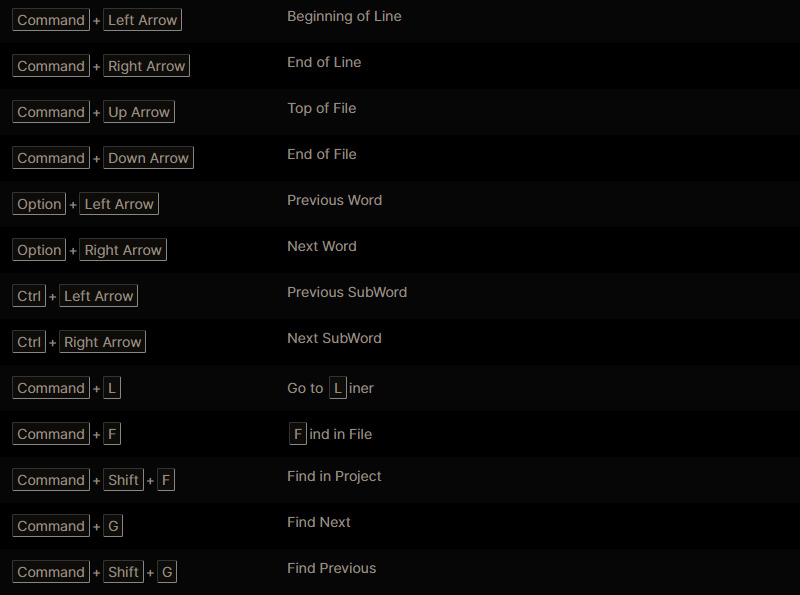 Command + Left Arrow Beginning of Line
Command + Right Arrow End of Line
Command + Up Arrow Top of File
Command + Down Arrow End of File
Option + Left Arrow Previous Word
Option + Right Arrow Next Word
Ctrl + Left Arrow Previous SubWord
Ctrl + Right Arrow Next SubWord
Command + L Go to L iner
Command + F F ind in File
Command + Shift + F Find in Project
Command + G Find Next
Command + Shift + G Find Previous